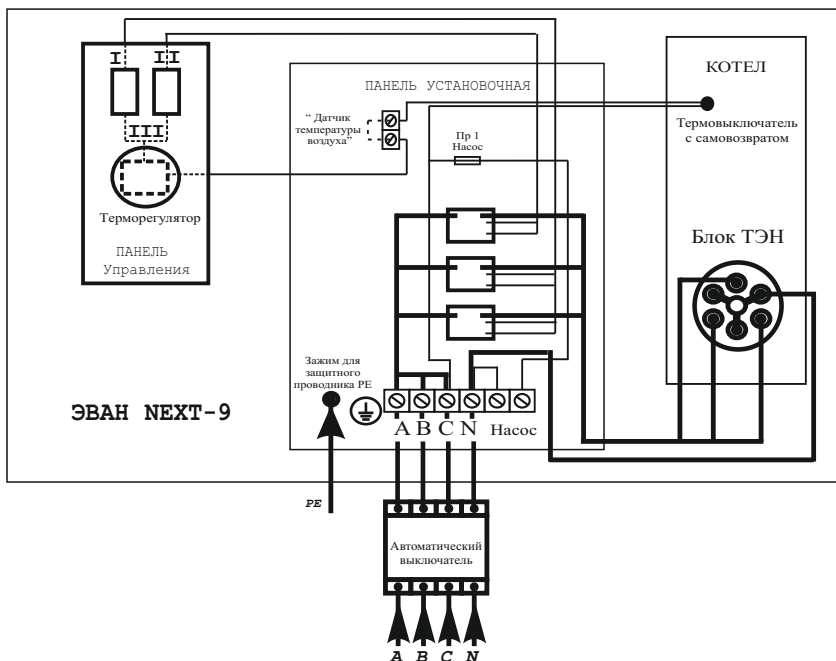 I
II
III
Терморегулятор
ПАНЕЛЬ
Управления
ПАНЕЛЬ УСТАНОВОЧНАЯ
“ Датчик
температуры
воздуха”
Пр 1
Насос
КОТЕЛ
Термовыключатель
с самовозвратом
Блок ТЭН
Зажим для
защитного
проводника PE
ЭВАН NEXT-9
A B C N Насос
PE
Автоматический
выключатель
A B C N